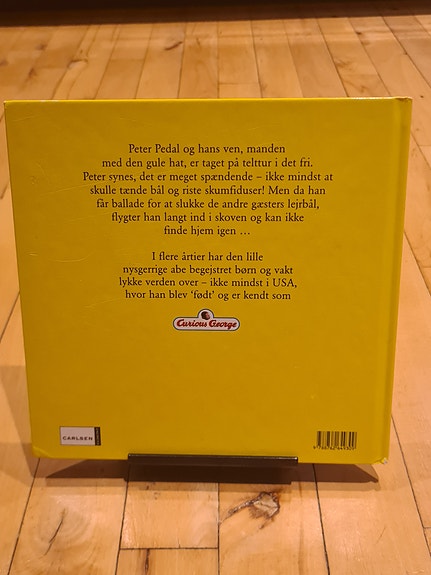 Peter Pedal og hans ven, manden
med den gule hat, er taget på telttur i det fri.
Peter synes, det er meget spændende – ikke mindst at
skulle tænde bål og riste skumfiduser! Men da han
får ballade for at slukke de andre gæsters lejrbål,
flygter han langt ind i skoven og kan ikke
finde hjem igen …
I flere årtier har den lille
nysgerrige abe begejstret børn og vakt
lykke verden over – ikke mindst i USA,
hvor han blev ‘født’ og er kendt som
Curious George
CARLSEN